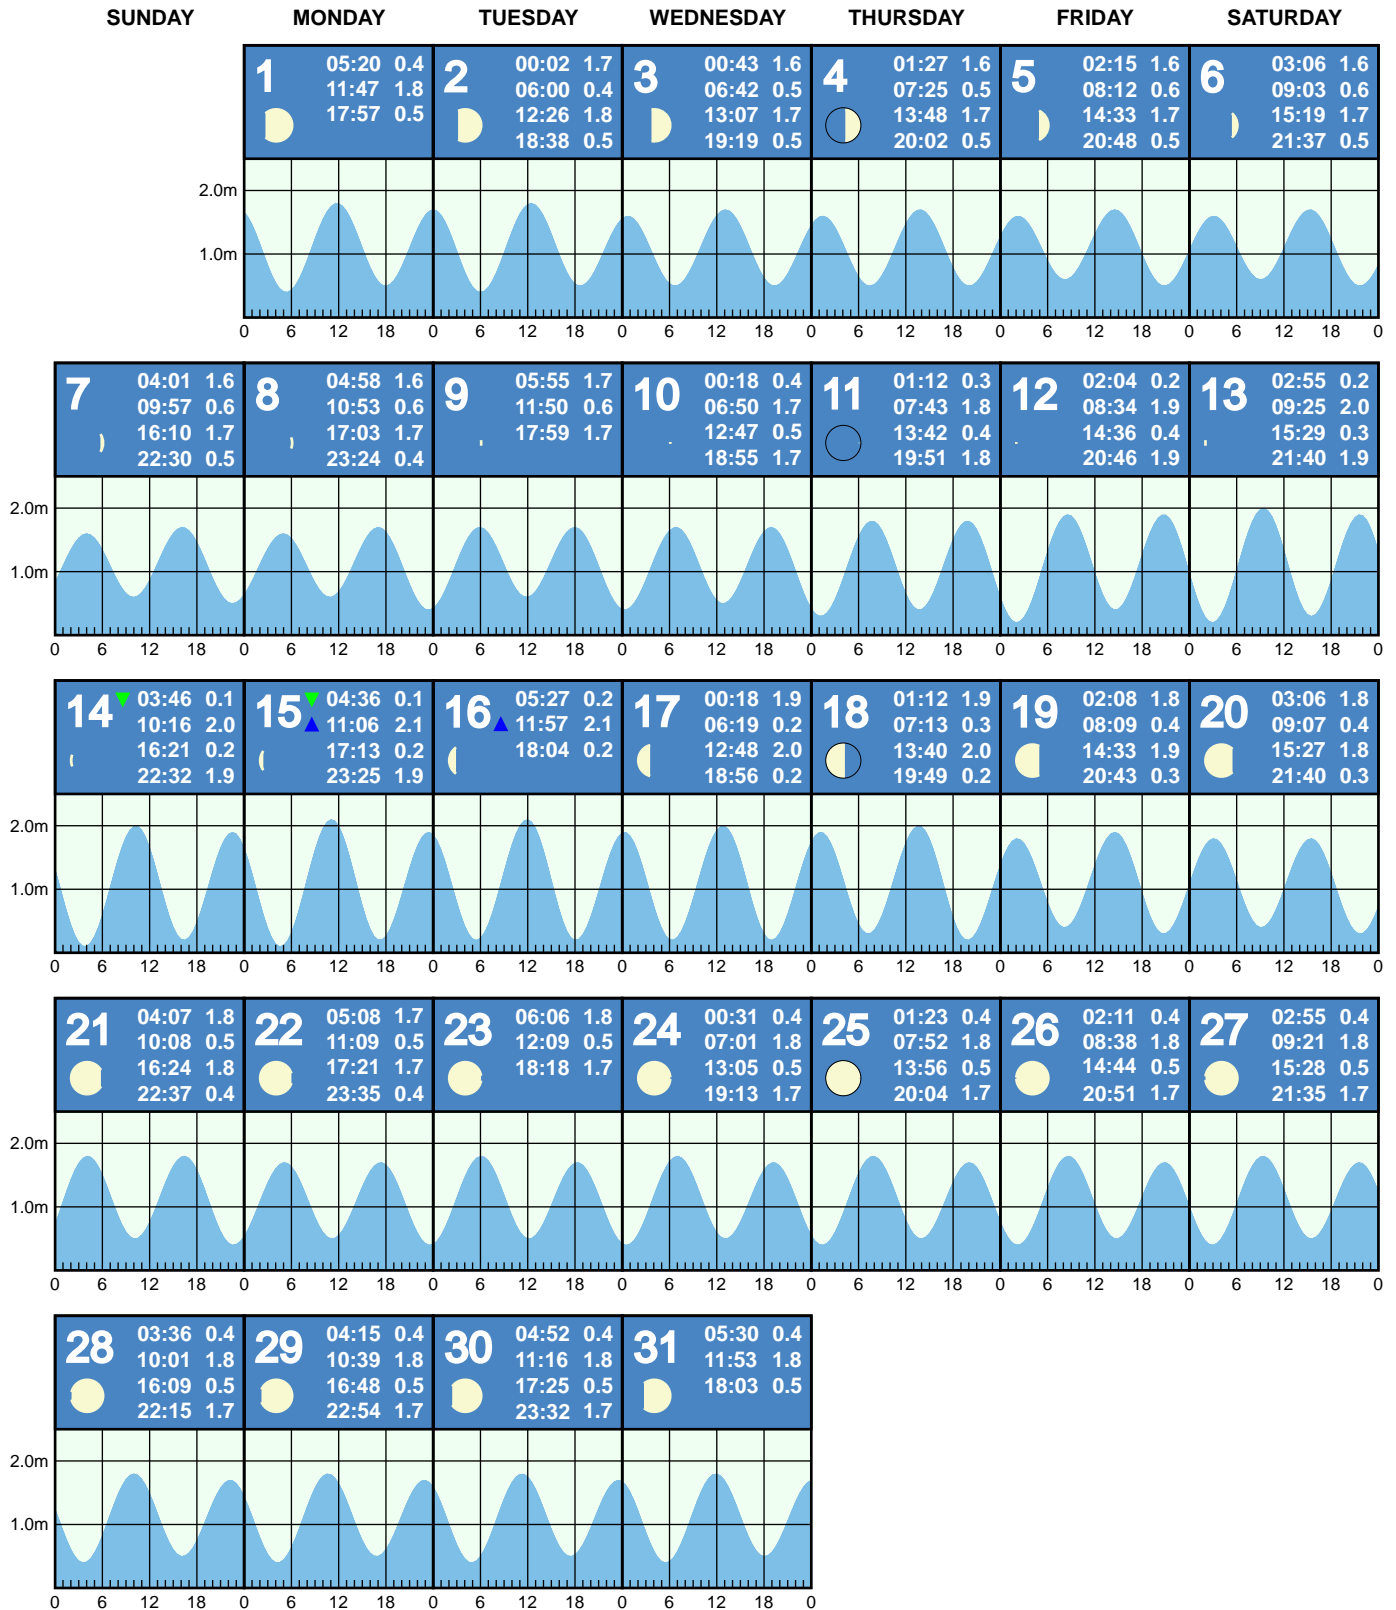 SUNDAY MONDAY TUESDAY WEDNESDAY THURSDAY FRIDAY SATURDAY
1 05:20 0.4
11:47 1.8
17:57 0.5
2 00:02 1.7
06:00 0.4
12:26 1.8
18:38 0.5
3 00:43 1.6
06:42 0.5
13:07 1.7
19:19 0.5
4 01:27 1.6
07:25 0.5
13:48 1.7
20:02 0.5
5 02:15 1.6
08:12 0.6
14:33 1.7
20:48 0.5
6 03:06 1.6
09:03 0.6
15:19 1.7
21:37 0.5
2.0m
1.0m
0 6 12 18 0 6 12 18 0 6 12 18 0 6 12 18 0 6 12 18 0 6 12 18 0
7 04:01 1.6
09:57 0.6
16:10 1.7
22:30 0.5
8 04:58 1.6
10:53 0.6
17:03 1.7
23:24 0.4
9 05:55 1.7
11:50 0.6
17:59 1.7
10 00:18 0.4
06:50 1.7
12:47 0.5
18:55 1.7
11 01:12 0.3
07:43 1.8
13:42 0.4
19:51 1.8
12 02:04 0.2
08:34 1.9
14:36 0.4
20:46 1.9
13 02:55 0.2
09:25 2.0
15:29 0.3
21:40 1.9
2.0m
1.0m
0 6 12 18 0 6 12 18 0 6 12 18 0 6 12 18 0 6 12 18 0 6 12 18 0 6 12 18 0
14 03:46 0.1
10:16 2.0
16:21 0.2
22:32 1.9
15 04:36 0.1
11:06 2.1
17:13 0.2
23:25 1.9
16 05:27 0.2
11:57 2.1
18:04 0.2
17 00:18 1.9
06:19 0.2
12:48 2.0
18:56 0.2
18 01:12 1.9
07:13 0.3
13:40 2.0
19:49 0.2
19 02:08 1.8
08:09 0.4
14:33 1.9
20:43 0.3
20 03:06 1.8
09:07 0.4
15:27 1.8
21:40 0.3
2.0m
1.0m
0 6 12 18 0 6 12 18 0 6 12 18 0 6 12 18 0 6 12 18 0 6 12 18 0 6 12 18 0
21 04:07 1.8
10:08 0.5
16:24 1.8
22:37 0.4
22 05:08 1.7
11:09 0.5
17:21 1.7
23:35 0.4
23 06:06 1.8
12:09 0.5
18:18 1.7
24 00:31 0.4
07:01 1.8
13:05 0.5
19:13 1.7
25 01:23 0.4
07:52 1.8
13:56 0.5
20:04 1.7
26 02:11 0.4
08:38 1.8
14:44 0.5
20:51 1.7
27 02:55 0.4
09:21 1.8
15:28 0.5
21:35 1.7
2.0m
1.0m
0 6 12 18 0 6 12 18 0 6 12 18 0 6 12 18 0 6 12 18 0 6 12 18 0 6 12 18 0
28 03:36 0.4
10:01 1.8
16:09 0.5
22:15 1.7
29 04:15 0.4
10:39 1.8
16:48 0.5
22:54 1.7
30 04:52 0.4
11:16 1.8
17:25 0.5
23:32 1.7
31 05:30 0.4
11:53 1.8
18:03 0.5
2.0m
1.0m
0 6 12 18 0 6 12 18 0 6 12 18 0 6 12 18 0